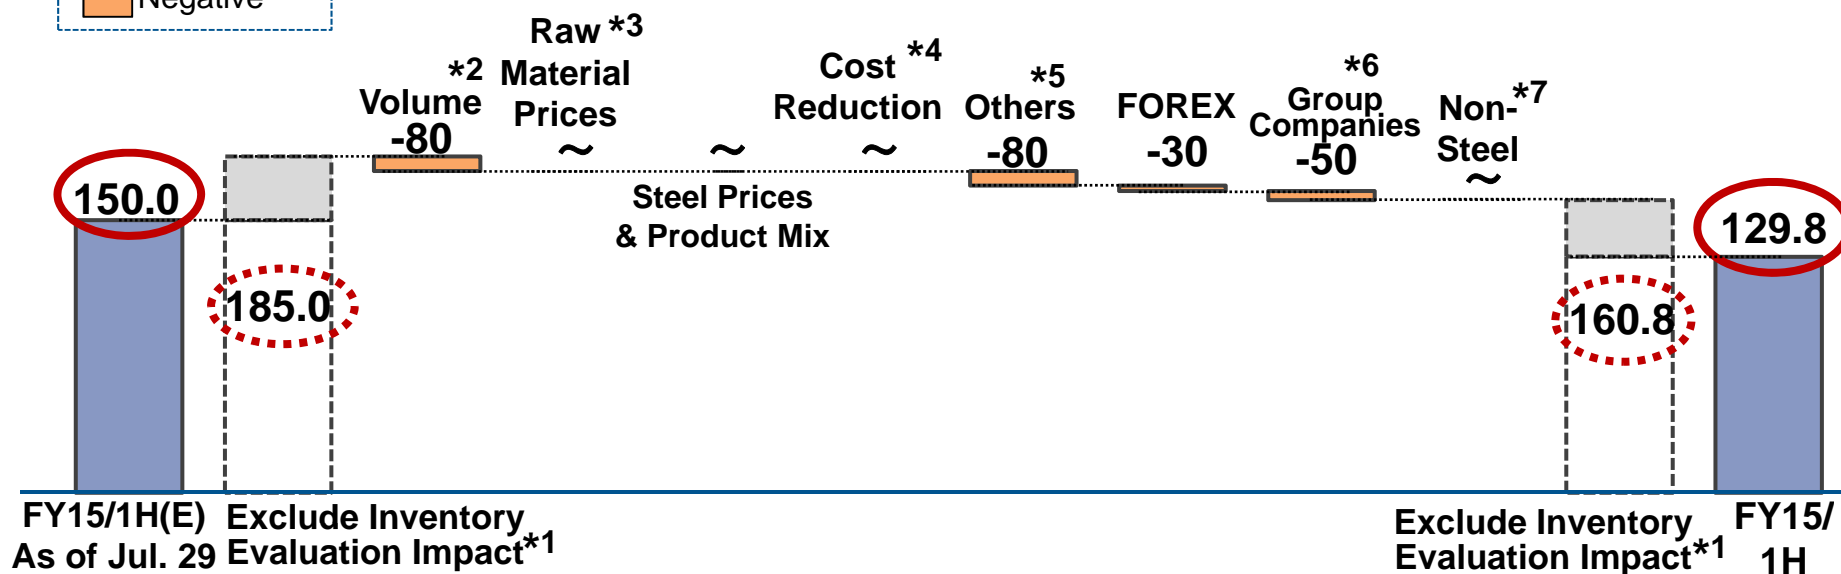 Negative
Volume *2
-80
Raw *3
Material
Prices
~
~
Steel Prices
& Product Mix
Cost *4
Reduction
~
*5
Others
-80
FOREX
-30
*6
Group
Companies
-50
Non-*7
Steel
~
150.0
185.0
160.8
129.8
FY15/1H(E)
As of Jul. 29
Exclude Inventory
Evaluation Impact*1
Exclude Inventory
Evaluation Impact*1
FY15/
1H